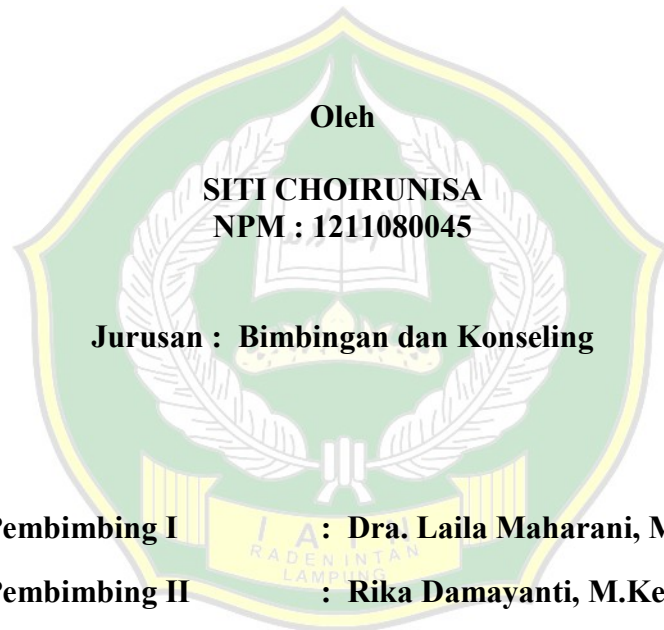 Oleh
SITI CHOIRUNISA
NPM : 1211080045
Jurusan : Bimbingan dan Konseling
Pembimbing I : Dra. Laila Maharani, M
Pembimbing II : Rika Damayanti, M.Ke
I A I N
RADEN INTAN
LAMPUNG